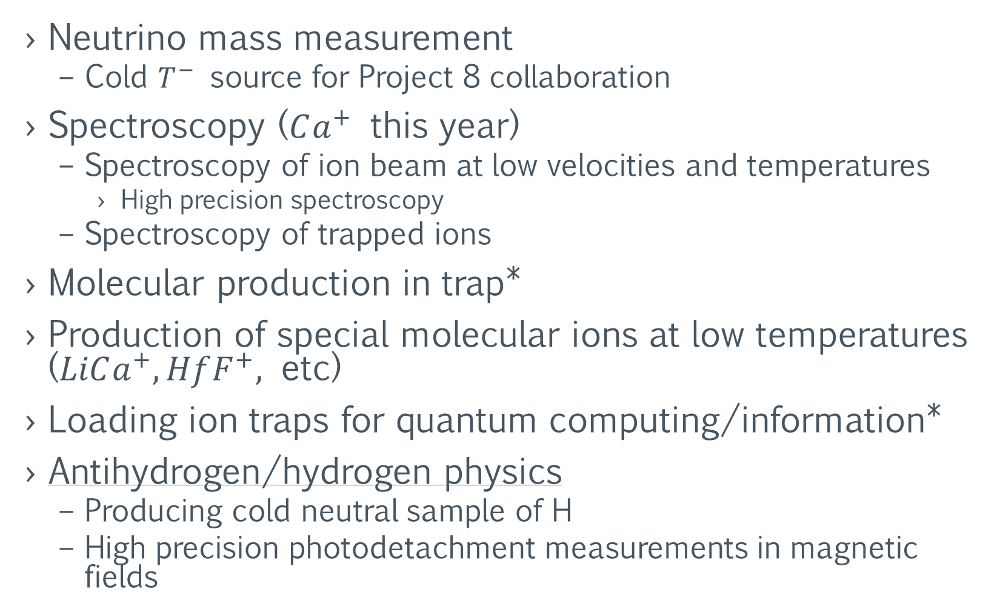 › Neutrino mass measurement
– Cold T⁻ source for Project 8 collaboration
› Spectroscopy (Ca⁺ this year)
– Spectroscopy of ion beam at low velocities and temperatures
› High precision spectroscopy
– Spectroscopy of trapped ions
› Molecular production in trap*
› Production of special molecular ions at low temperatures
(LiCa⁺, HfF⁺, etc)
› Loading ion traps for quantum computing/information*
› Antihydrogen/hydrogen physics
– Producing cold neutral sample of H
– High precision photodetachment measurements in magnetic
fields